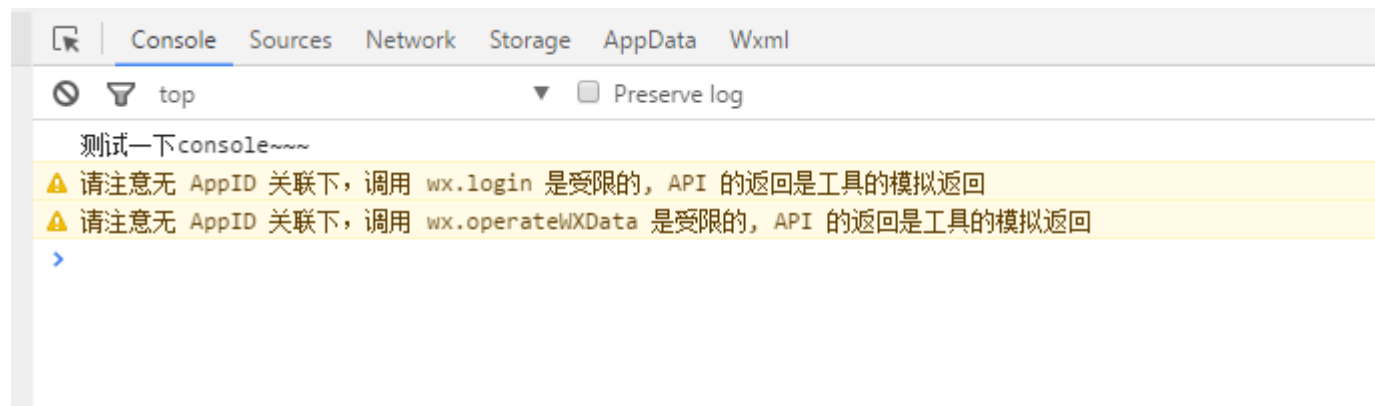 Console Sources Network Storage AppData Wxml
top Preserve log
测试一下console~~~
请注意无 AppID 关联下，调用 wx.login 是受限的, API 的返回是工具的模拟返回
请注意无 AppID 关联下，调用 wx.operateWXData 是受限的, API 的返回是工具的模拟返回